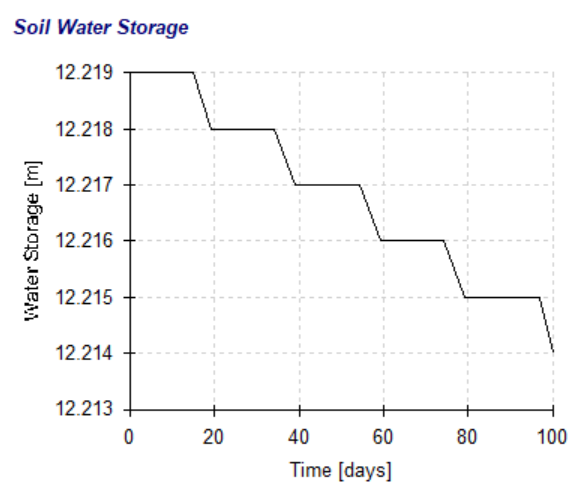 Soil Water Storage
12.219
12.218
12.217
12.216
12.215
12.214
12.213
Water Storage [m]
0 20 40 60 80 100
Time [days]